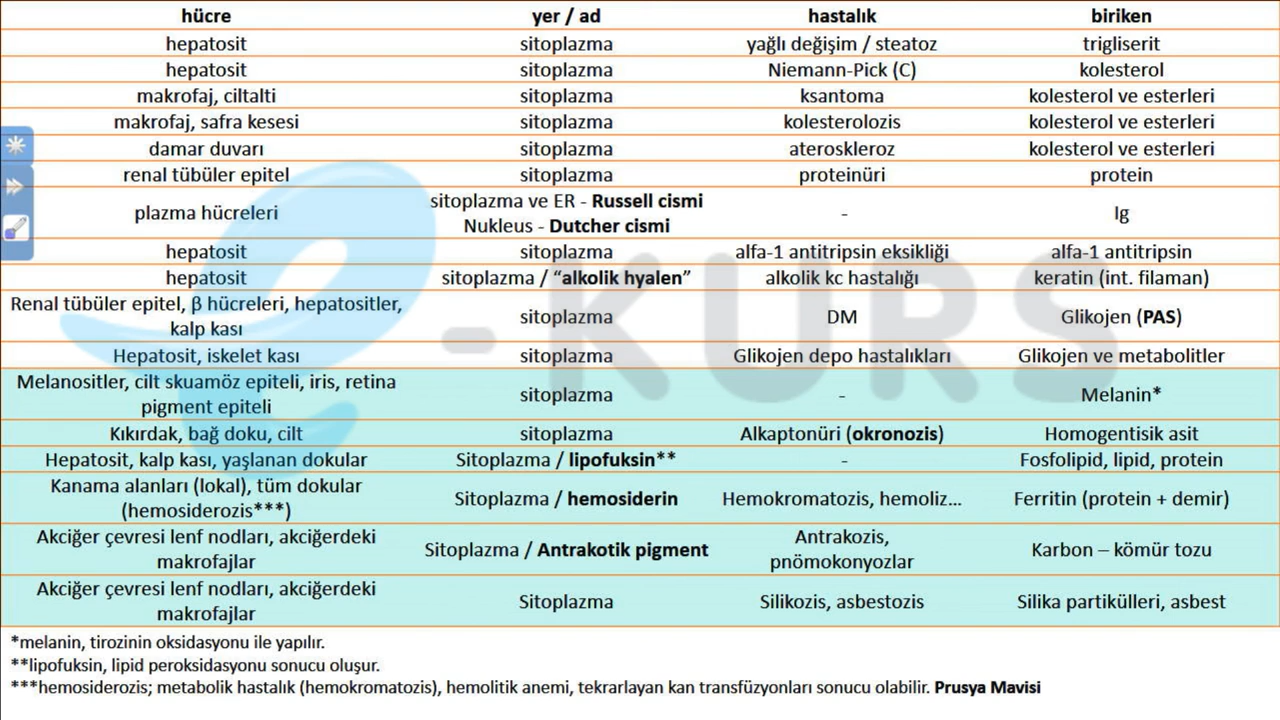 hücre yer / ad hastalık biriken
hepatosit sitoplazma yağlı değişim / steatoz trigliserit
hepatosit sitoplazma Niemann-Pick (C) kolesterol
makrofaj, ciltalti sitoplazma ksantoma kolesterol ve esterleri
makrofaj, safra kesesi sitoplazma kolesterolozis kolesterol ve esterleri
damar duvarı sitoplazma ateroskleroz kolesterol ve esterleri
renal tübüler epitel sitoplazma proteinüri protein
plazma hücreleri sitoplazma ve ER - Russell cismi - Ig
Nukleus - Dutcher cismi
hepatosit sitoplazma alfa-1 antitripsin eksikliği alfa-1 antitripsin
hepatosit sitoplazma / “alkolik hyalen” alkolik kc hastalığı keratin (int. filaman)
Renal tübüler epitel, β hücreleri, hepatositler,
kalp kası sitoplazma DM Glikojen (PAS)
Hepatosit, iskelet kası sitoplazma Glikojen depo hastalıkları Glikojen ve metabolitler
Melanositler, cilt skuamöz epiteli, iris, retina
pigment epiteli sitoplazma - Melanin*
Kıkırdak, bağ doku, cilt sitoplazma Alkaptonüri (okronozis) Homogentisik asit
Hepatosit, kalp kası, yaşlanan dokular Sitoplazma / lipofuksin** - Fosfolipid, lipid, protein
Kanama alanları (lokal), tüm dokular
(hemosiderozis***) Sitoplazma / hemosiderin Hemokromatozis, hemoliz... Ferritin (protein + demir)
Akciğer çevresi lenf nodları, akciğerdeki
makrofajlar Sitoplazma / Antrakotik pigment Antrakozis,
pnömokonyozlar Karbon – kömür tozu
Akciğer çevresi lenf nodları, akciğerdeki
makrofajlar Sitoplazma Silikozis, asbestozis Silika partikülleri, asbest
*melanin, tirozinin oksidasyonu ile yapılır.
**lipofuksin, lipid peroksidasyonu sonucu oluşur.
***hemosiderozis; metabolik hastalık (hemokromatozis), hemolitik anemi, tekrarlayan kan transfüzyonları sonucu olabilir. Prusya Mavisi
e-KURS